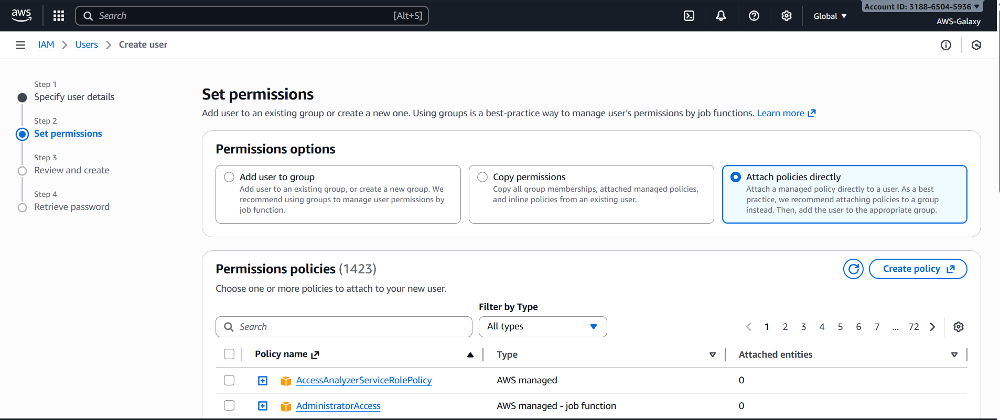 aws
Search [Alt+S]
Global
Account ID: 3188-6504-5936
AWS-Galaxy
IAM
Users
Create user
Step 1
Specify user details
Step 2
Set permissions
Step 3
Review and create
Step 4
Retrieve password
Set permissions
Add user to an existing group or create a new one. Using groups is a best-practice way to manage user's permissions by job functions. Learn more
Permissions options
Add user to group
Add user to an existing group, or create a new group. We
recommend using groups to manage user permissions by
job function.
Copy permissions
Copy all group memberships, attached managed policies,
and inline policies from an existing user.
Attach policies directly
Attach a managed policy directly to a user. As a best
practice, we recommend attaching policies to a group
instead. Then, add the user to the appropriate group.
Permissions policies (1423)
Create policy
Choose one or more policies to attach to your new user.
Filter by Type
Search
All types
1 2 3 4 5 6 7 ... 72
Policy name Type Attached entities
AccessAnalyzerServiceRolePolicy AWS managed 0
AdministratorAccess AWS managed - job function 0